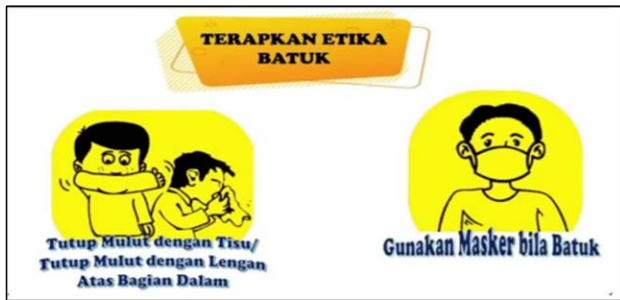 TERAPKAN ETIKA
BATUK
Tutup Mulut dengan Tisu/
Tutup Mulut dengan Lengan
Atas Bagian Dalam
Gunakan Masker bila Batuk